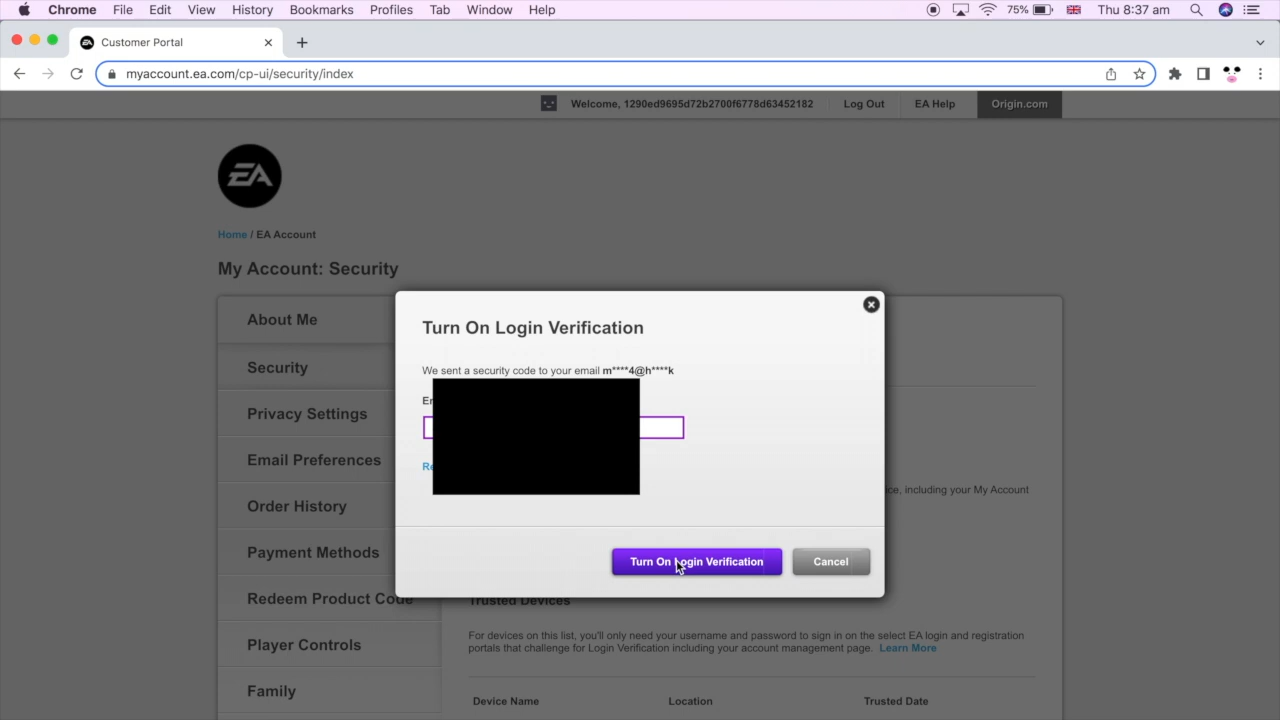 Chrome File Edit View History Bookmarks Profiles Tab Window Help 75% Thu 8:37 am
EA Customer Portal
myaccount.ea.com/cp-ui/security/index
Welcome, 1290ed9695d72b2700f6778d63452182 Log Out EA Help Origin.com
EA
Home / EA Account
My Account: Security
About Me
Security
Privacy Settings
Email Preferences
Order History
Payment Methods
Redeem Product Code
Player Controls
Family
Turn On Login Verification
We sent a security code to your email m****4@h****k
Turn On Login Verification Cancel
including your My Account
Trusted Devices
For devices on this list, you'll only need your username and password to sign in on the select EA login and registration
portals that challenge for Login Verification including your account management page. Learn More
Device Name Location Trusted Date